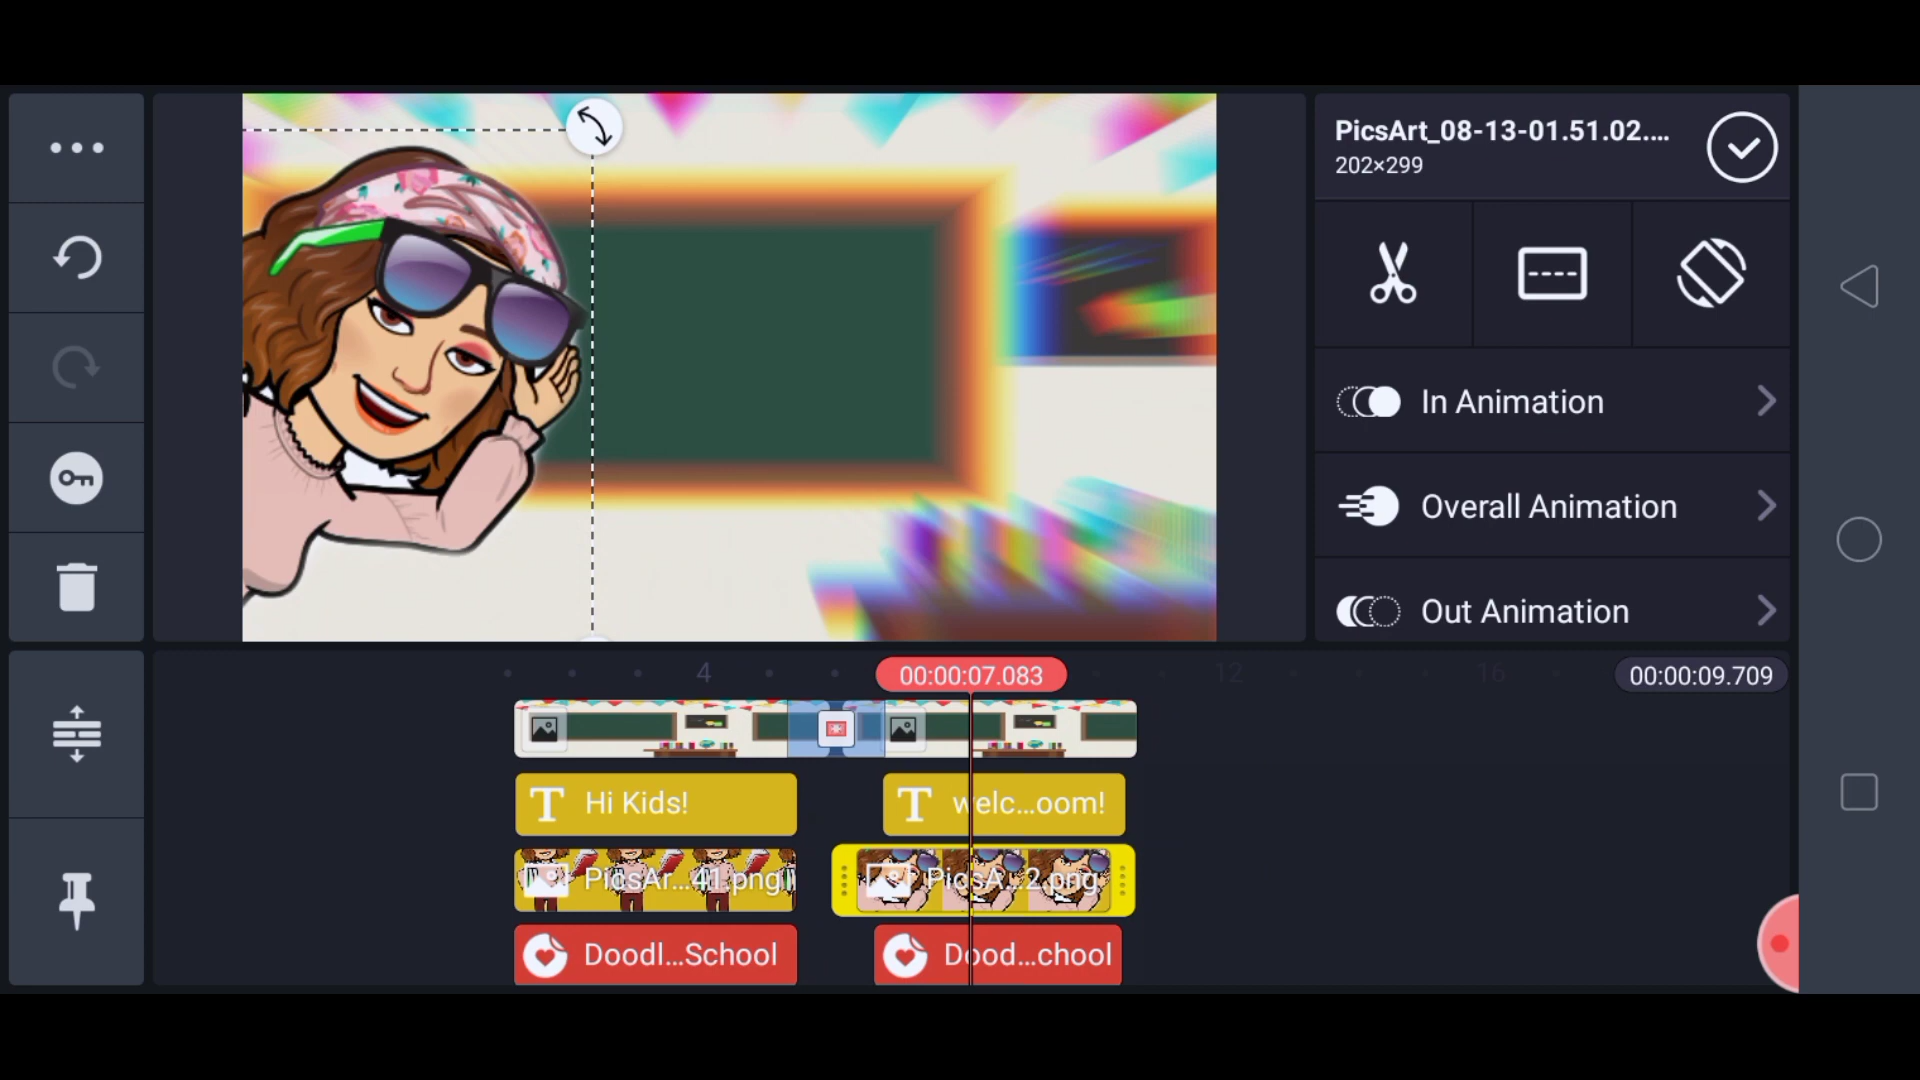 PicsArt_08-13-01.51.02....
202×299
In Animation
Overall Animation
Out Animation
4
00:00:07.083
12
16
00:00:09.709
T Hi Kids!
T welc...oom!
PicsAr...41.png
PicsA...2.png
Doodl...School
Dood...chool